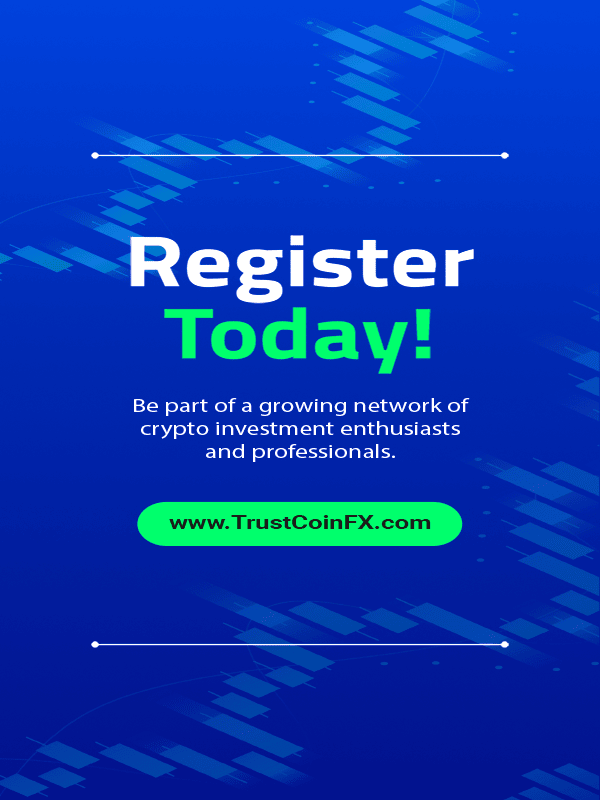 Register
Today!
Be part of a growing network of
crypto investment enthusiasts
and professionals.
www.TrustCoinFX.com